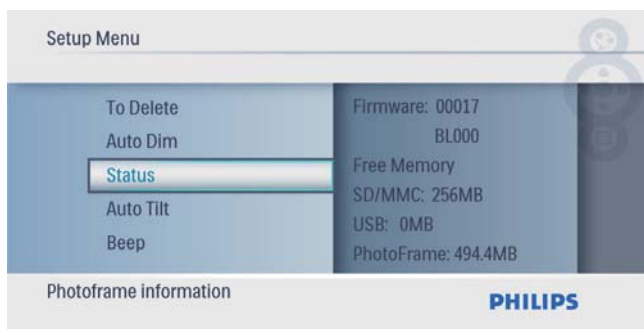 Setup Menu
To Delete
Auto Dim
Status
Auto Tilt
Beep
Firmware: 00017
BL000
Free Memory
SD/MMC: 256MB
USB: 0MB
PhotoFrame: 494.4MB
Photoframe information
PHILIPS